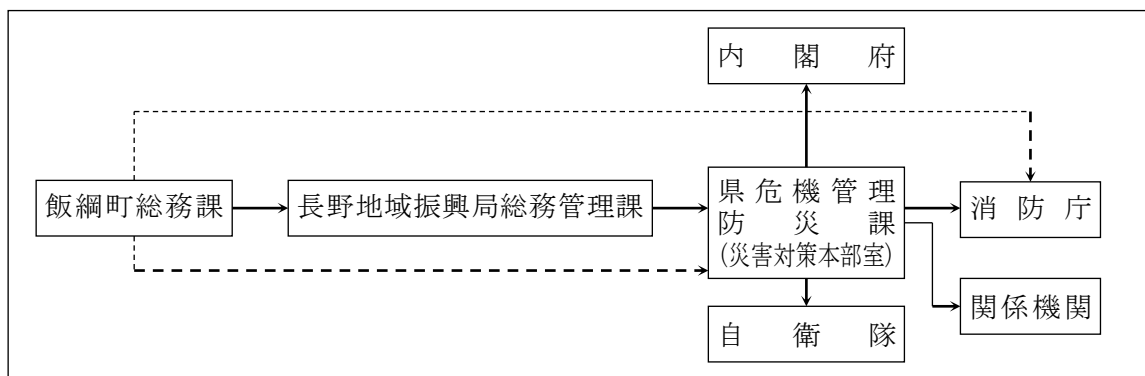 内閣府
飯綱町総務課
長野地域振興局総務管理課
県危機管理
防災課
(災害対策本部室)
消防庁
関係機関
自衛隊